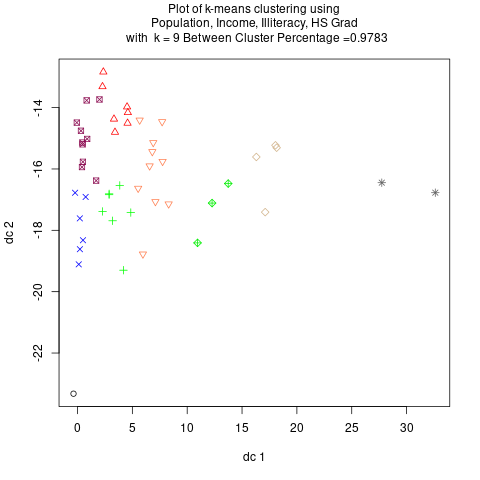 Plot of k-means clustering using
Population, Income, Illiteracy, HS Grad
with k = 9 Between Cluster Percentage =0.9783
-14
-16
-18
-20
-22
dc 2
0 5 10 15 20 25 30
dc 1